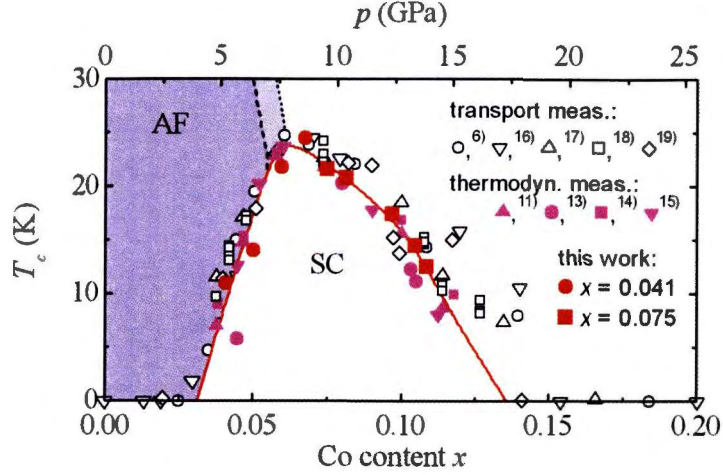 p (GPa)
0 5 10 15 20 25
30
20
10
0
T_c (K)
AF
SC
transport meas.:
○,⁶⁾ ▽,¹⁶⁾ △,¹⁷⁾ □,¹⁸⁾ ◇¹⁹⁾
thermodyn. meas.:
▲,¹¹⁾ ●,¹³⁾ ■,¹⁴⁾ ▼¹⁵⁾
this work:
● x = 0.041
■ x = 0.075
0.00 0.05 0.10 0.15 0.20
Co content x